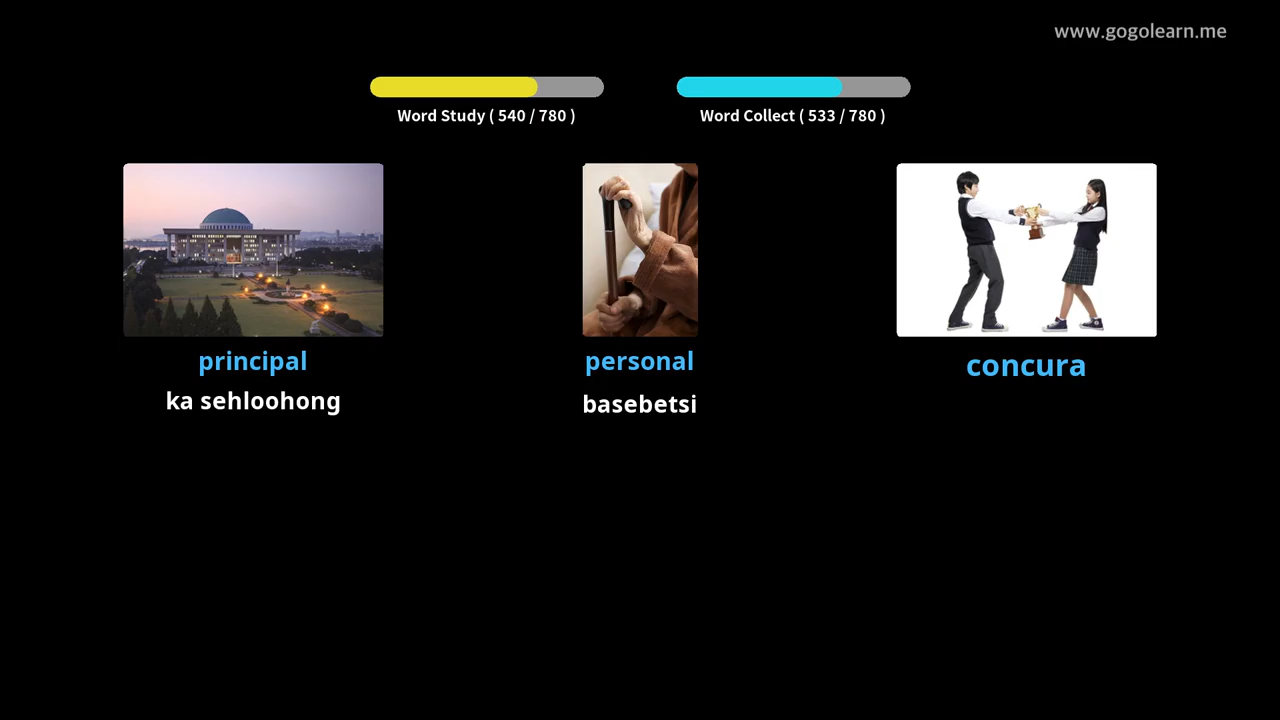 www.gogolearn.me
Word Study ( 540 / 780 )
Word Collect ( 533 / 780 )
principal
ka sehloohong
personal
basebetsi
concura